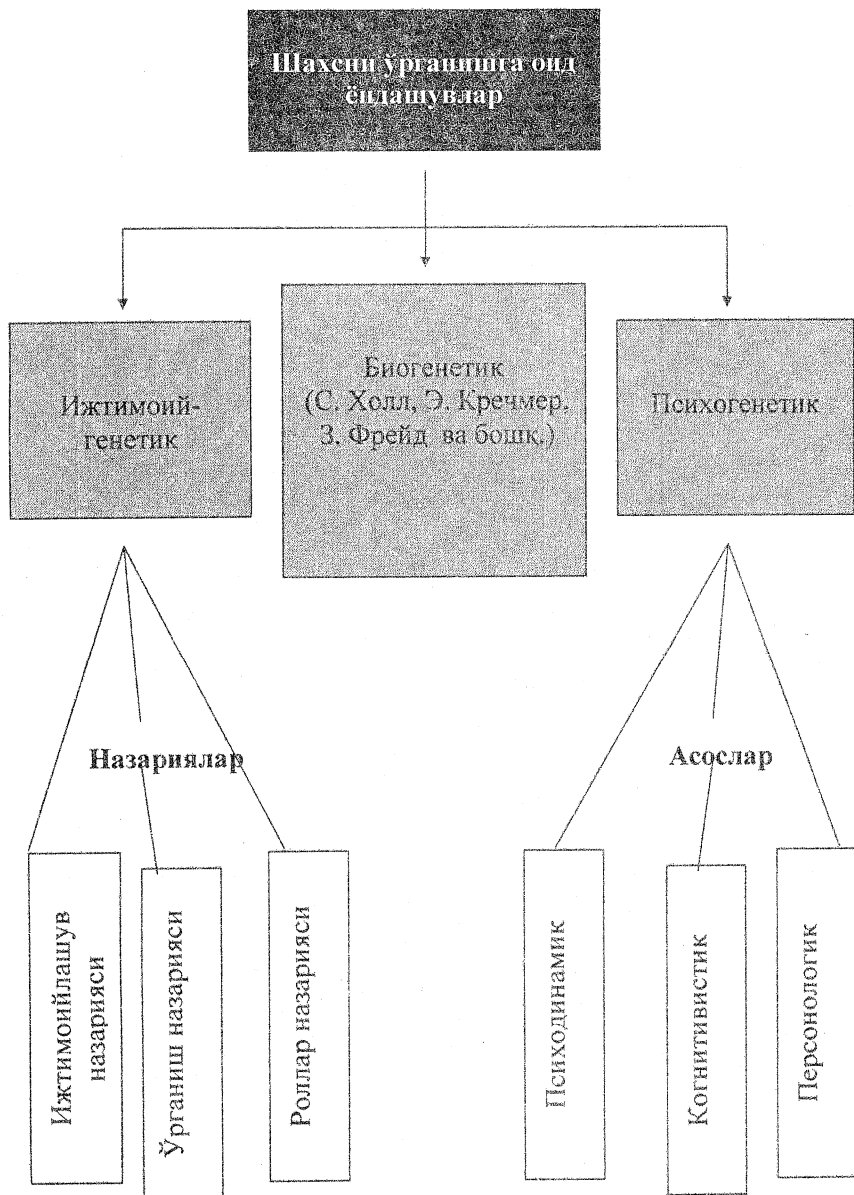 Шахсни ўрганишга оид
ёндашувлар
Ижтимоий-
генетик
Биогенетик
(С. Холл, Э. Кречмер,
З. Фрейд ва бошқ.)
Психогенетик
Назариялар
Асослар
Ижтимоийлашув
назарияси
Ўрганиш назарияси
Роллар назарияси
Психодинамик
Когнитивистик
Персонологик